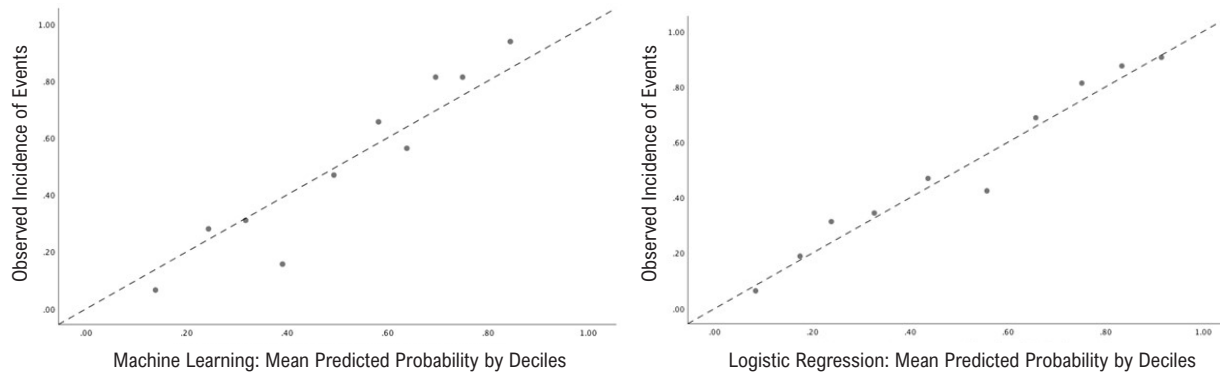 Observed Incidence of Events
1.00
.80
.60
.40
.20
.00
.00 .20 .40 .60 .80 1.00
Machine Learning: Mean Predicted Probability by Deciles
Observed Incidence of Events
1.00
.80
.60
.40
.20
.00
.00 .20 .40 .60 .80 1.00
Logistic Regression: Mean Predicted Probability by Deciles